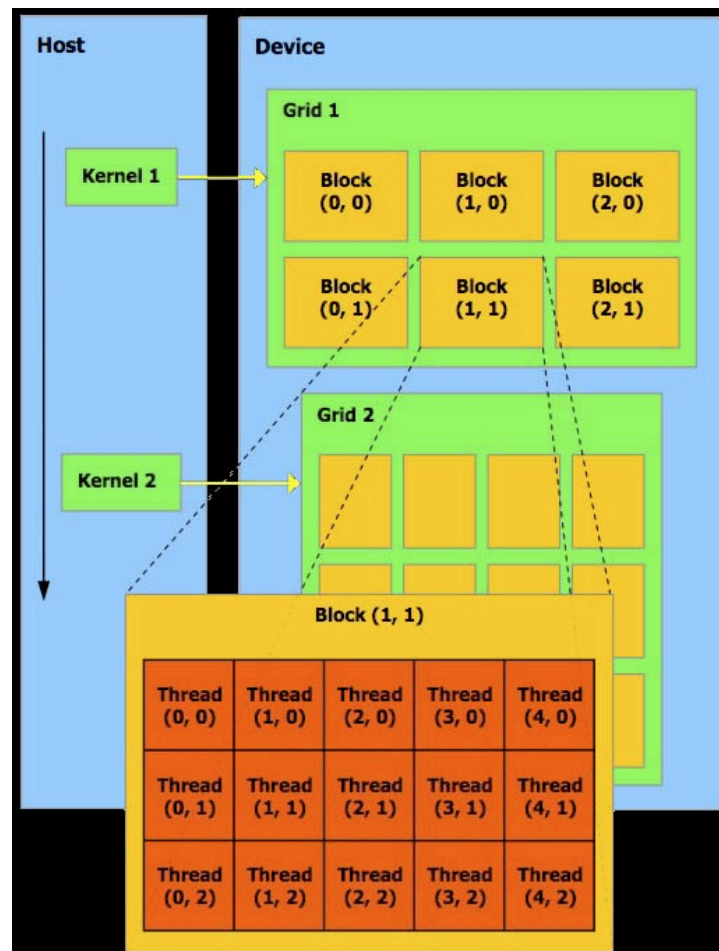 Host
Device
Grid 1
Kernel 1
Block Block Block
(0, 0) (1, 0) (2, 0)
Block Block Block
(0, 1) (1, 1) (2, 1)
Grid 2
Kernel 2
Block (1, 1)
Thread Thread Thread Thread Thread
(0, 0) (1, 0) (2, 0) (3, 0) (4, 0)
Thread Thread Thread Thread Thread
(0, 1) (1, 1) (2, 1) (3, 1) (4, 1)
Thread Thread Thread Thread Thread
(0, 2) (1, 2) (2, 2) (3, 2) (4, 2)